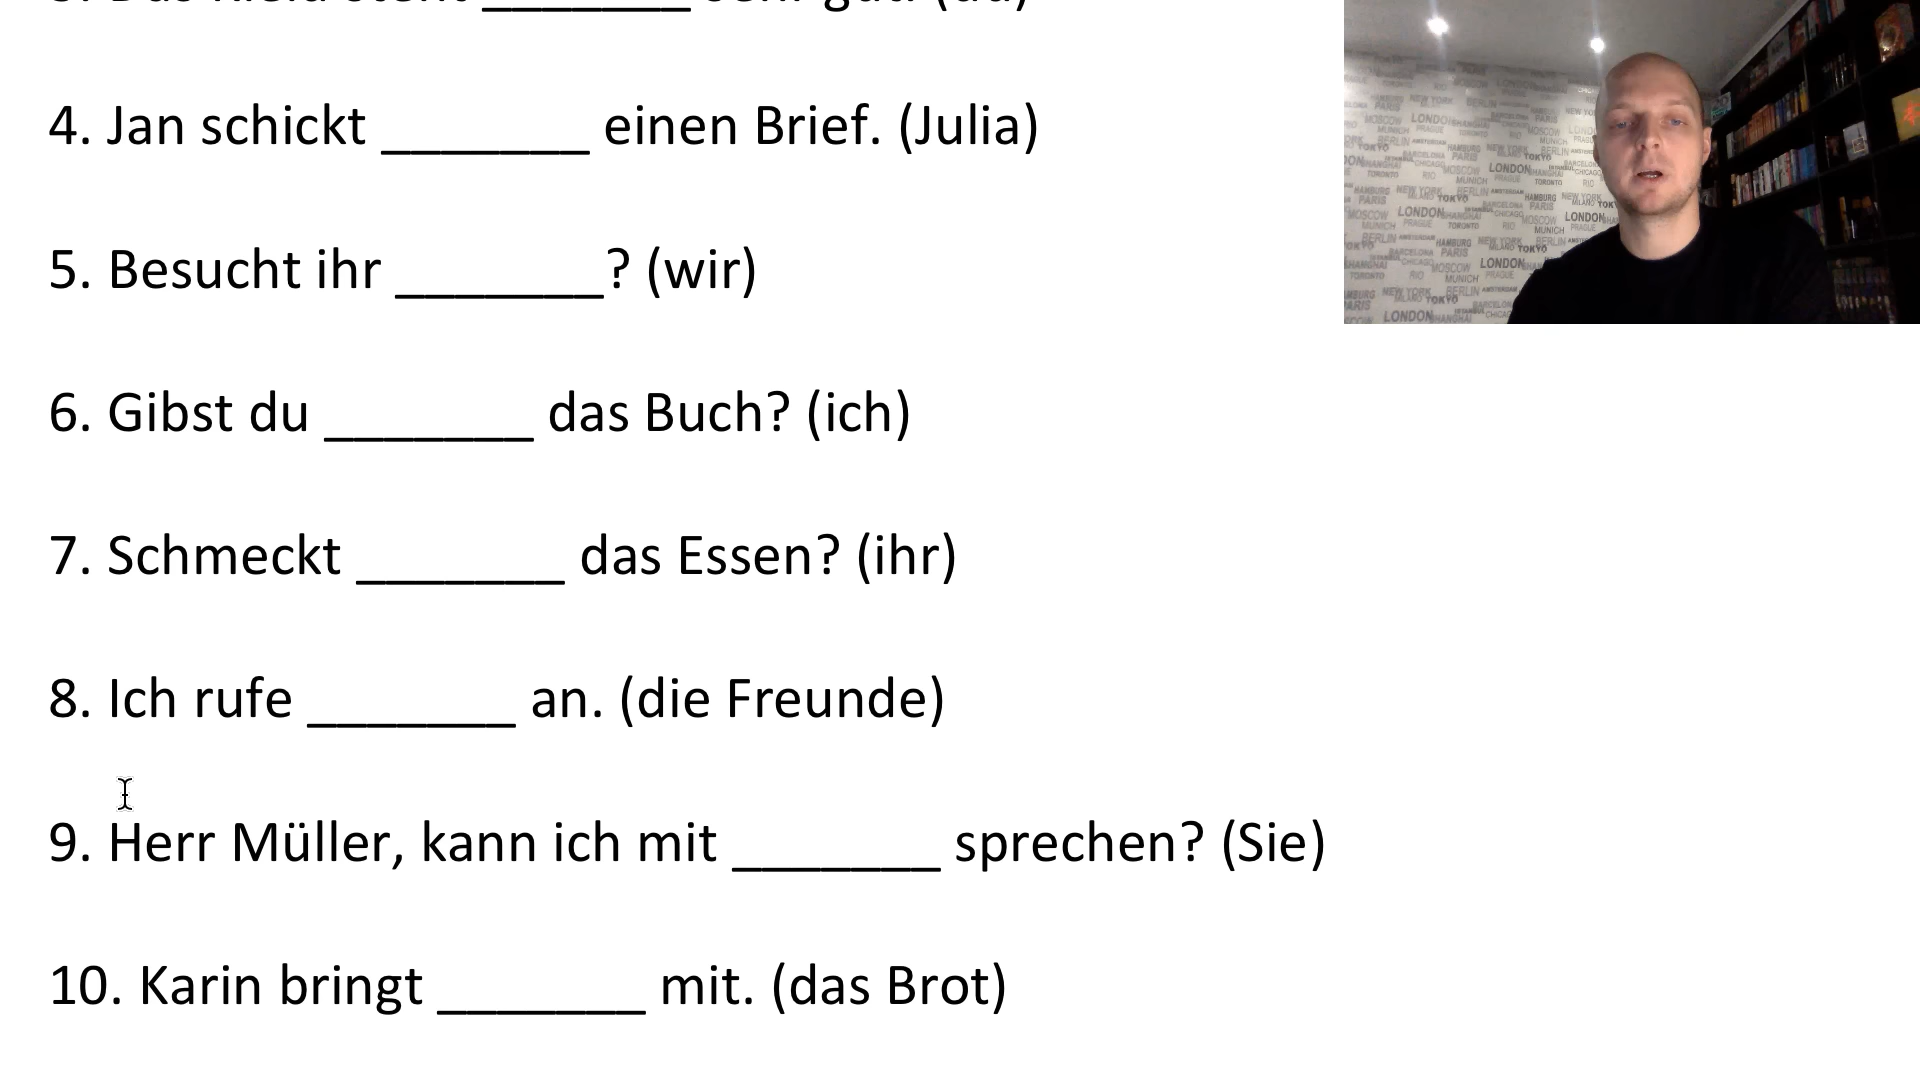 4. Jan schickt _______ einen Brief. (Julia)
5. Besucht ihr _______? (wir)
6. Gibst du _______ das Buch? (ich)
7. Schmeckt _______ das Essen? (ihr)
8. Ich rufe _______ an. (die Freunde)
9. Herr Müller, kann ich mit _______ sprechen? (Sie)
10. Karin bringt _______ mit. (das Brot)